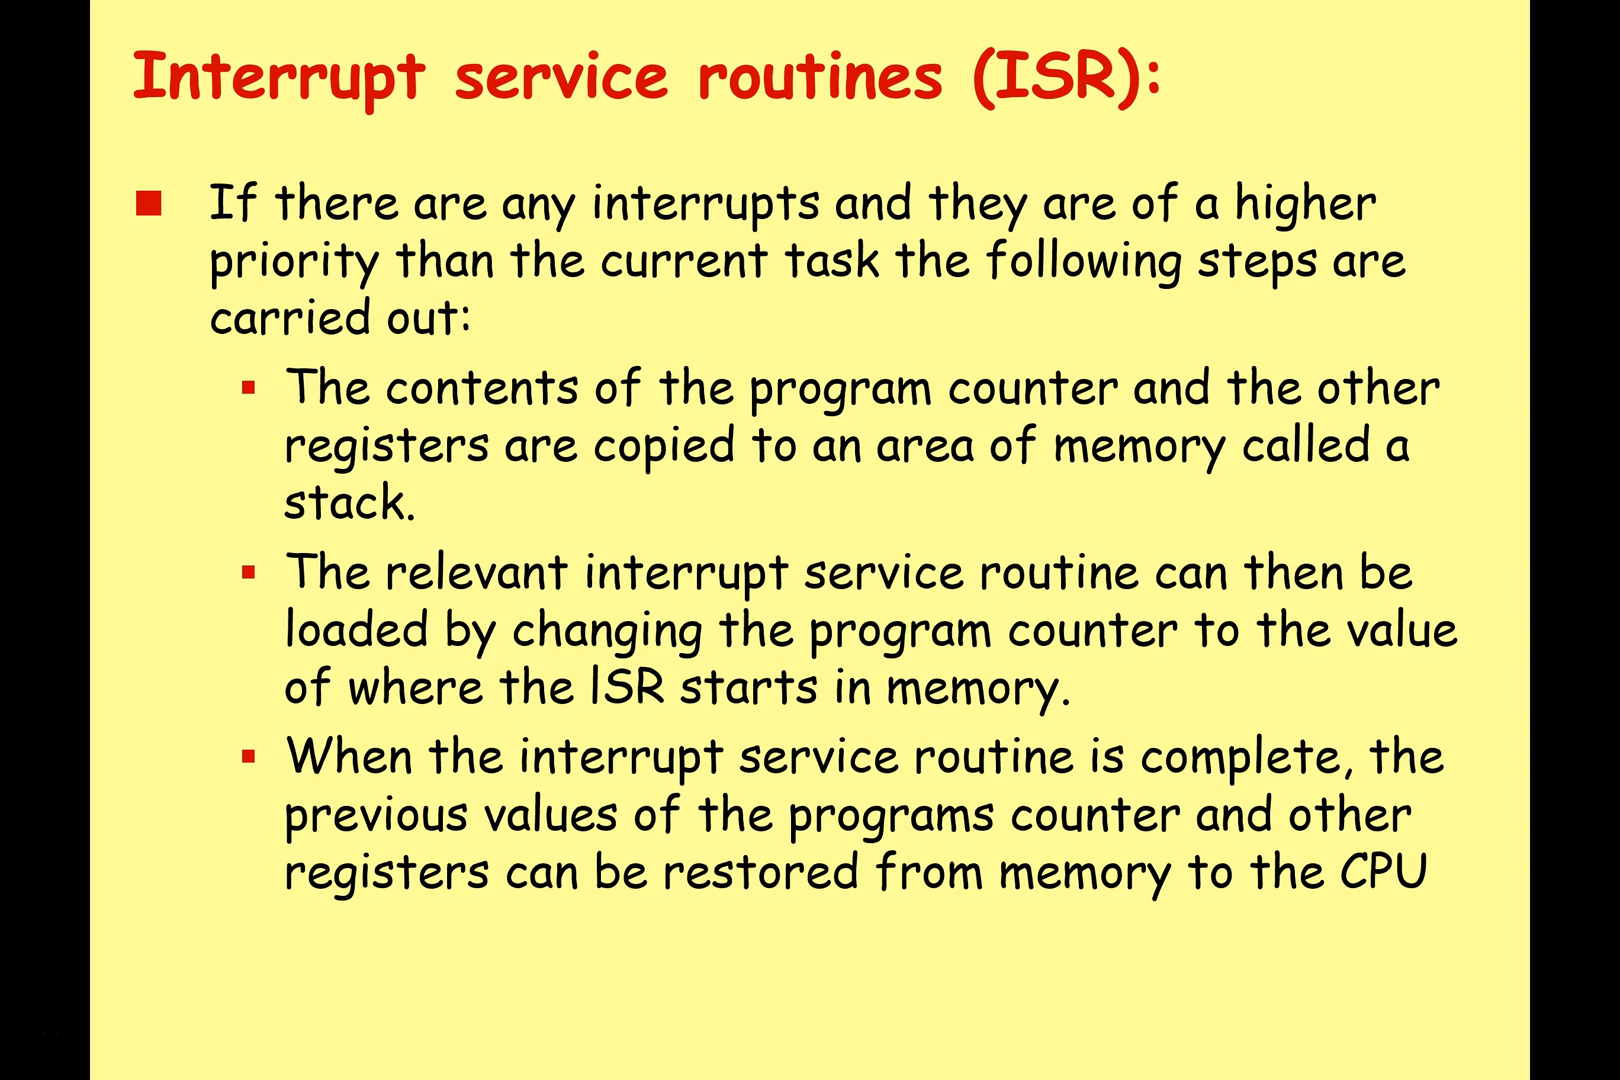 Interrupt service routines (ISR):
If there are any interrupts and they are of a higher
priority than the current task the following steps are
carried out:
The contents of the program counter and the other
registers are copied to an area of memory called a
stack.
The relevant interrupt service routine can then be
loaded by changing the program counter to the value
of where the lSR starts in memory.
When the interrupt service routine is complete, the
previous values of the programs counter and other
registers can be restored from memory to the CPU